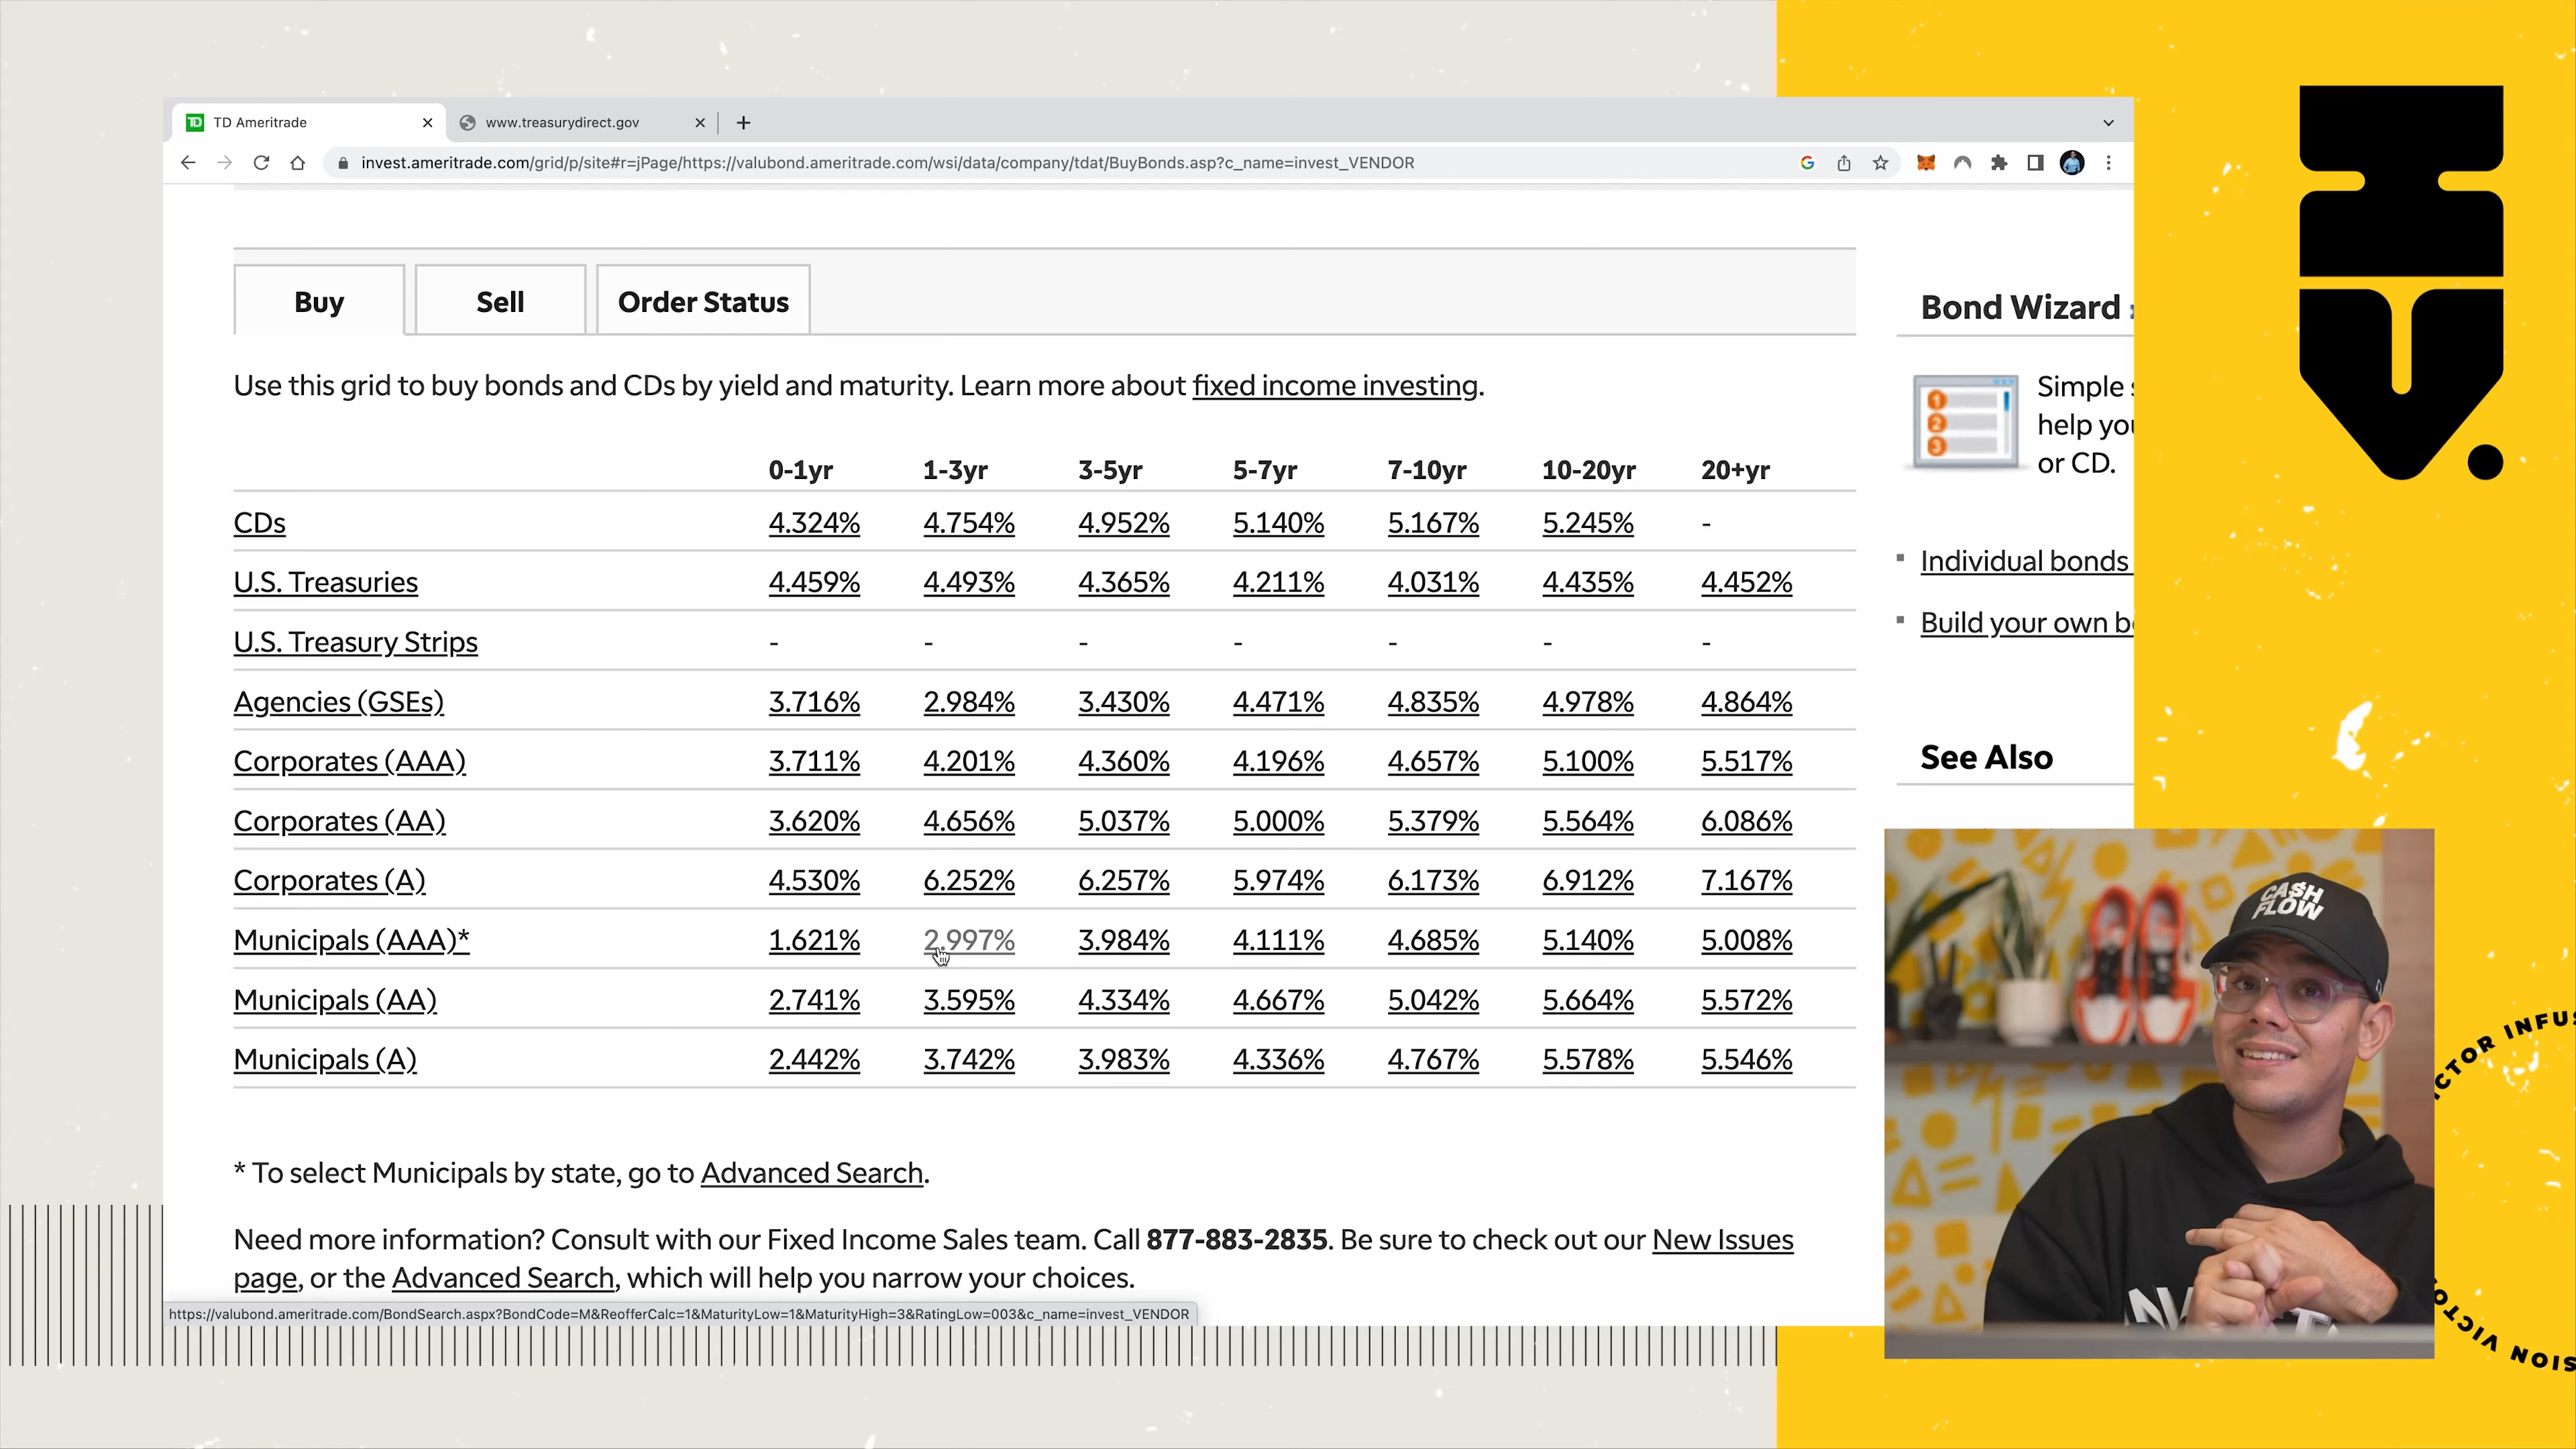 TD Ameritrade
www.treasurydirect.gov
invest.ameritrade.com/grid/p/site#r=jPage/https://valubond.ameritrade.com/wsi/data/company/tdat/BuyBonds.asp?c_name=invest_VENDOR
Buy Sell Order Status
Use this grid to buy bonds and CDs by yield and maturity. Learn more about fixed income investing.
0-1yr 1-3yr 3-5yr 5-7yr 7-10yr 10-20yr 20+yr
CDs 4.324% 4.754% 4.952% 5.140% 5.167% 5.245% -
U.S. Treasuries 4.459% 4.493% 4.365% 4.211% 4.031% 4.435% 4.452%
U.S. Treasury Strips - - - - - - -
Agencies (GSEs) 3.716% 2.984% 3.430% 4.471% 4.835% 4.978% 4.864%
Corporates (AAA) 3.711% 4.201% 4.360% 4.196% 4.657% 5.100% 5.517%
Corporates (AA) 3.620% 4.656% 5.037% 5.000% 5.379% 5.564% 6.086%
Corporates (A) 4.530% 6.252% 6.257% 5.974% 6.173% 6.912% 7.167%
Municipals (AAA)* 1.621% 2.997% 3.984% 4.111% 4.685% 5.140% 5.008%
Municipals (AA) 2.741% 3.595% 4.334% 4.667% 5.042% 5.664% 5.572%
Municipals (A) 2.442% 3.742% 3.983% 4.336% 4.767% 5.578% 5.546%
* To select Municipals by state, go to Advanced Search.
Need more information? Consult with our Fixed Income Sales team. Call 877-883-2835. Be sure to check out our New Issues
page, or the Advanced Search, which will help you narrow your choices.
https://valubond.ameritrade.com/BondSearch.aspx?BondCode=M&ReofferCalc=1&MaturityLow=1&MaturityHigh=3&RatingLow=003&c_name=invest_VENDOR
Bond Wizard
Simple
help you
or CD.
1
2
3
Individual bonds
Build your own
See Also
CA$H
FLOW